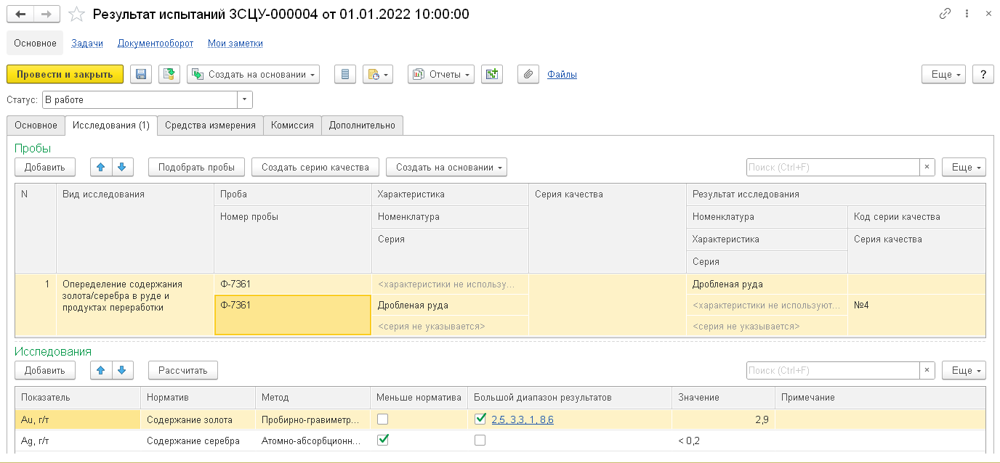 Результат испытаний ЗСЦУ-000004 от 01.01.2022 10:00:00
Основное Задачи Документооборот Мои заметки
Провести и закрыть Создать на основании Отчеты Файлы Еще ?
Статус: В работе
Основное Исследования (1) Средства измерения Комиссия Дополнительно
Пробы
Добавить Подобрать пробы Создать серию качества Создать на основании Поиск (Ctrl+F) × Еще
N Вид исследования Проба Характеристика Серия качества Результат исследования
Номер пробы Номенклатура Номенклатура Код серии качества
Серия Характеристика Серия качества
Серия
1 Опеределение содержания Ф-7361 <характеристики не использу... Дробленая руда
золота/серебра в руде и
Ф-7361 Дробленая руда <характеристики не используют... №4
продуктах переработки
<серия не указывается> <серия не указывается>
Исследования
Добавить Рассчитать Поиск (Ctrl+F) × Еще
Показатель Норматив Метод Меньше норматива Большой диапазон результатов Значение Примечание
Au, г/т Содержание золота Пробирно-гравиметр... 2,5, 3,3, 1, 8,6 2,9
Ag, г/т Содержание серебра Атомно-абсорбционн... < 0,2